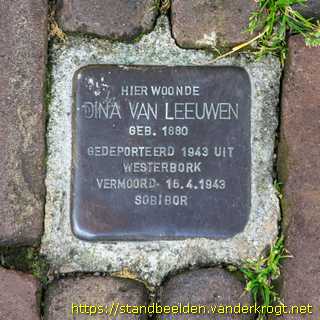 HIER WOONDE
DINA VAN LEEUWEN
GEB. 1880
GEDEPORTEERD 1943 UIT
WESTERBORK
VERMOORD 16.4.1943
SOBIBOR
https://standbeelden.vanderkrogt.net